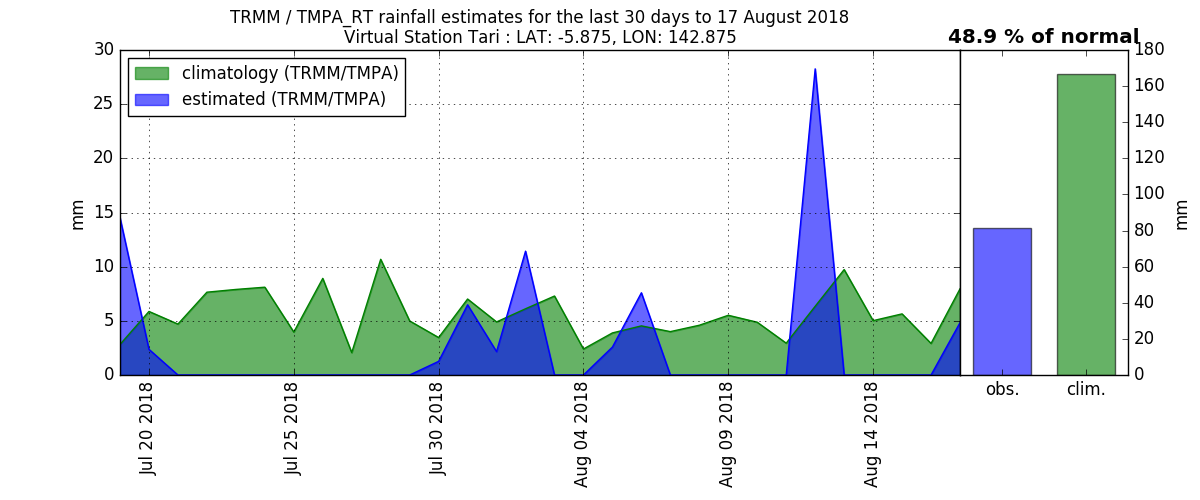 TRMM / TMPA_RT rainfall estimates for the last 30 days to 17 August 2018
Virtual Station Tari : LAT: -5.875, LON: 142.875
48.9 % of normal
climatology (TRMM/TMPA)
estimated (TRMM/TMPA)
mm
30
25
20
15
10
5
0
Jul 20 2018
Jul 25 2018
Jul 30 2018
Aug 04 2018
Aug 09 2018
Aug 14 2018
obs.
clim.
180
160
140
120
100
80
60
40
20
0
mm